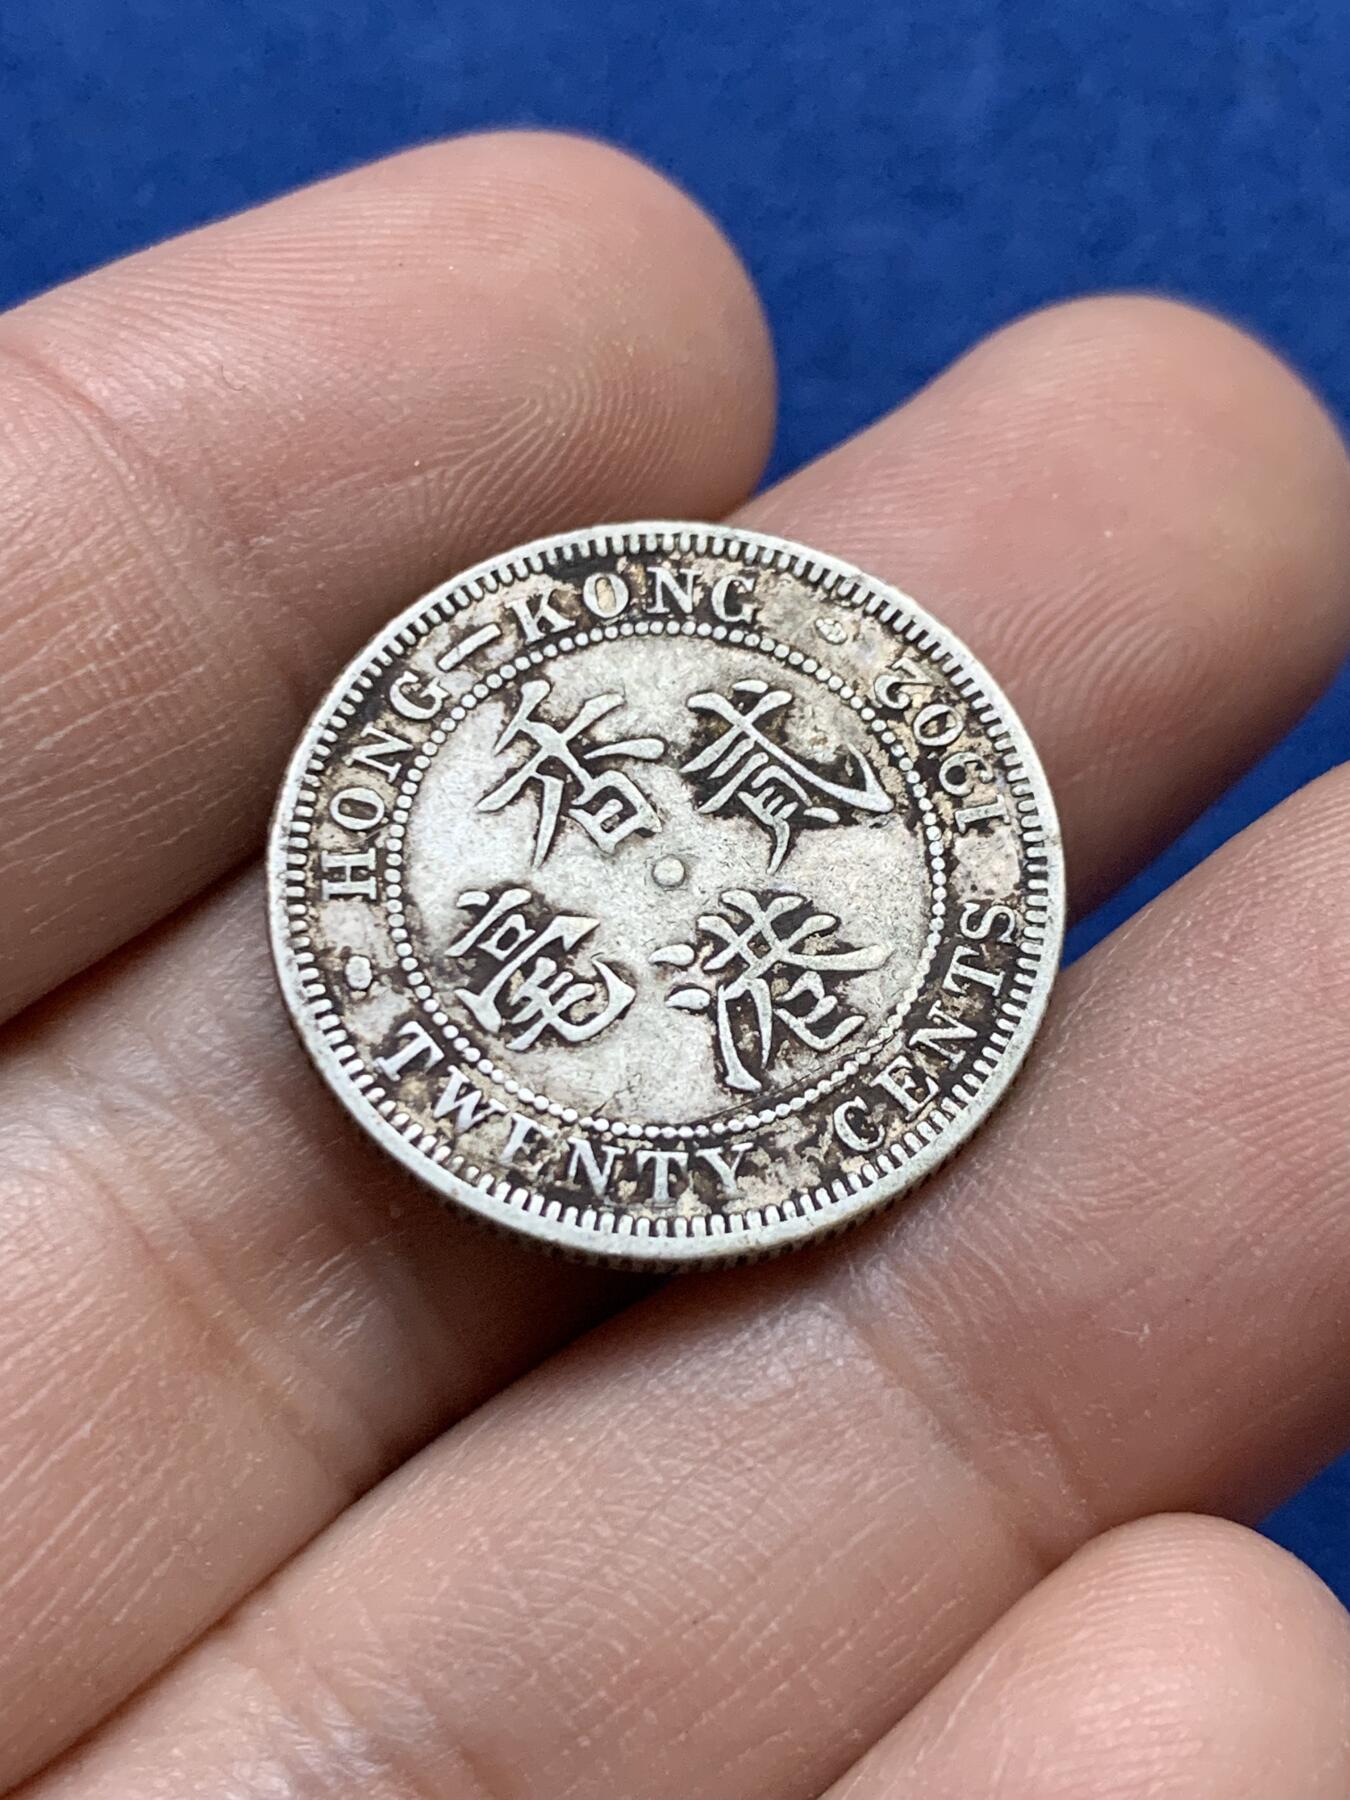 HONG–KONG
1902
TWENTY CENTS
香 貳
毫 港